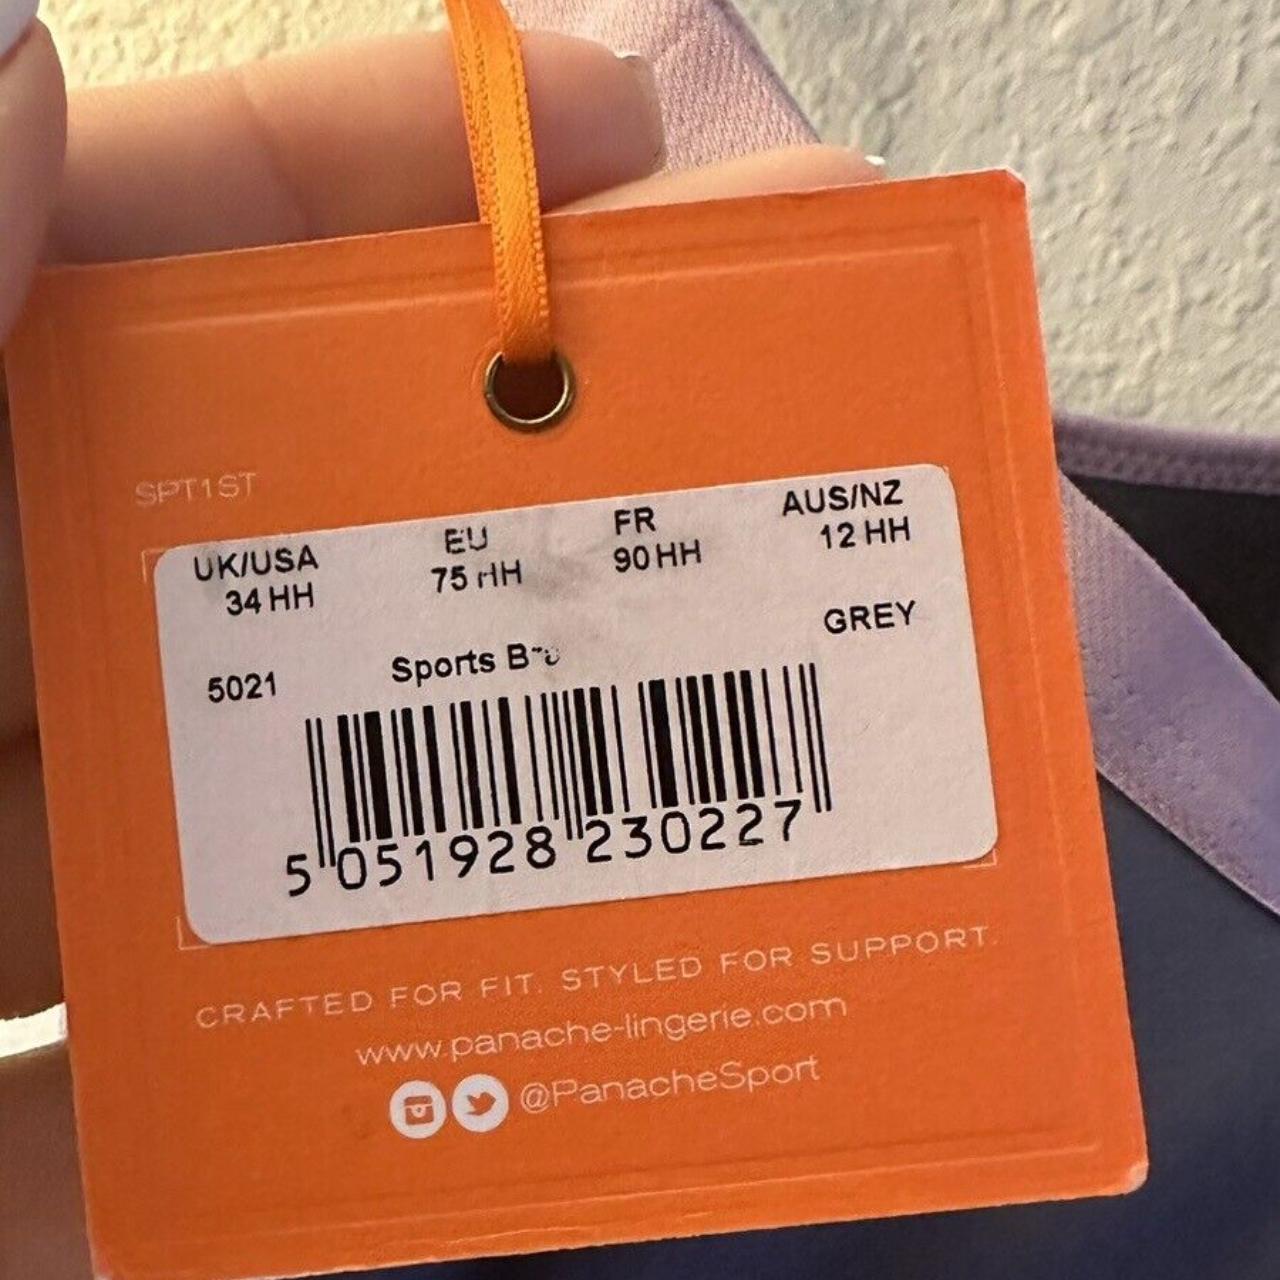 SPT1ST
UK/USA EU FR AUS/NZ
34 HH 75 HH 90 HH 12 HH
GREY
5021 Sports
5 051928 230227
CRAFTED FOR FIT. STYLED FOR SUPPORT.
www.panache-lingerie.com
@PanacheSport